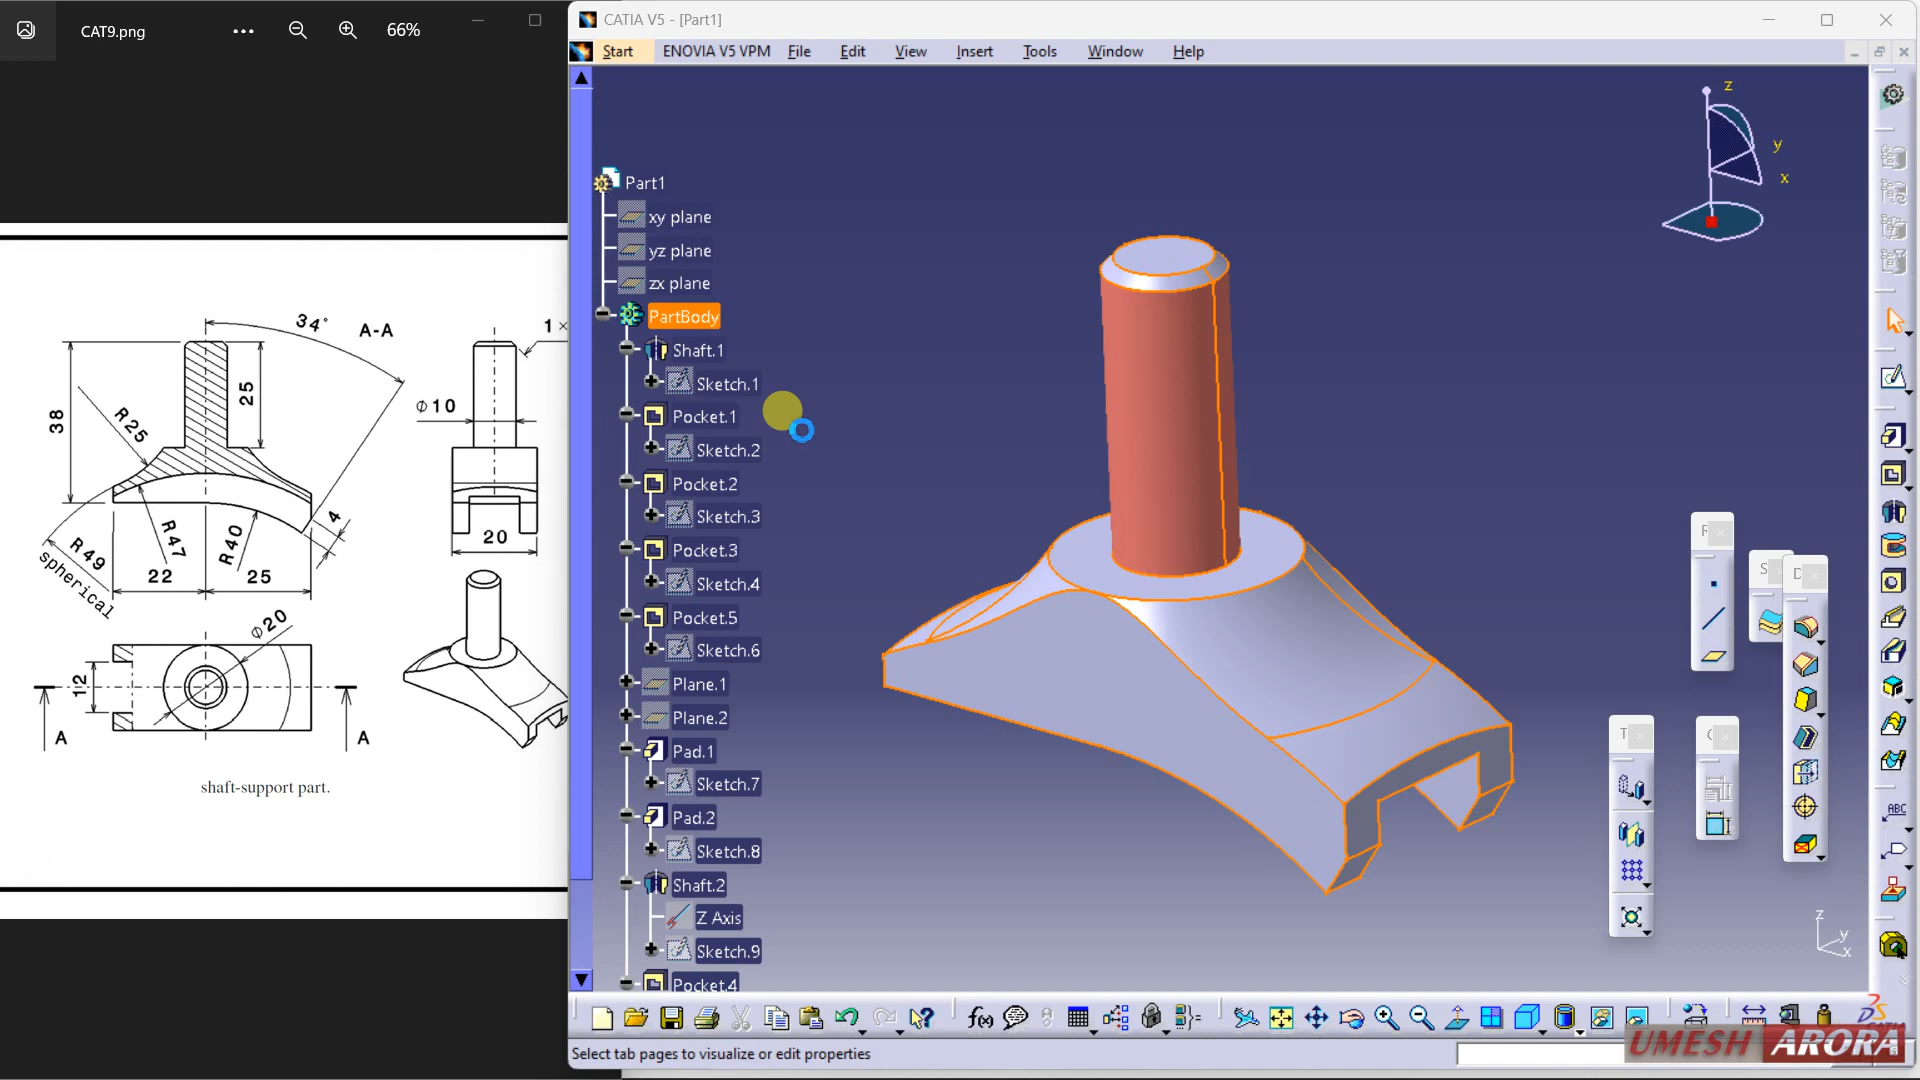 CAT9.png
66%
CATIA V5 - [Part1]
Start ENOVIA V5 VPM File Edit View Insert Tools Window Help
Part1
xy plane
yz plane
zx plane
PartBody
Shaft.1
Sketch.1
Pocket.1
Sketch.2
Pocket.2
Sketch.3
Pocket.3
Sketch.4
Pocket.5
Sketch.6
Plane.1
Plane.2
Pad.1
Sketch.7
Pad.2
Sketch.8
Shaft.2
Z Axis
Sketch.9
Pocket.4
34°
A-A
1×
38
R25
25
Φ10
R49
spherical
R47
R40
4
22
25
20
Φ20
12
A
A
shaft-support part.
z
y
x
S
D
T
z
y
x
ABC
f(x)
Select tab pages to visualize or edit properties
UMESH ARORA